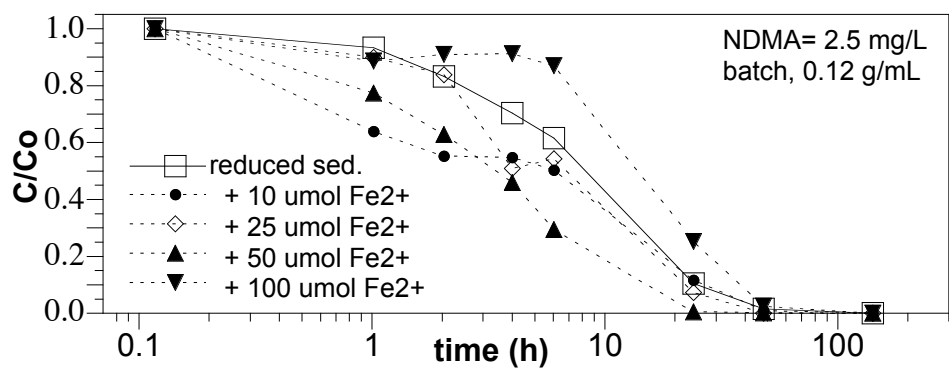 1.0
0.8
0.6
0.4
0.2
0.0
C/Co
NDMA= 2.5 mg/L
batch, 0.12 g/mL
reduced sed.
+ 10 umol Fe2+
+ 25 umol Fe2+
+ 50 umol Fe2+
+ 100 umol Fe2+
0.1 1 10 100
time (h)